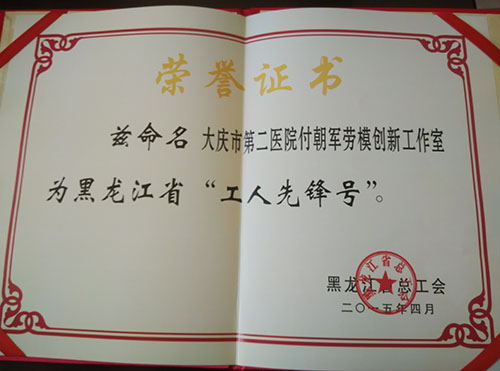 荣誉证书
兹命名 大庆市第二医院付朝军劳模创新工作室
为黑龙江省“工人先锋号”。
黑龙江省总工会
二〇一五年四月